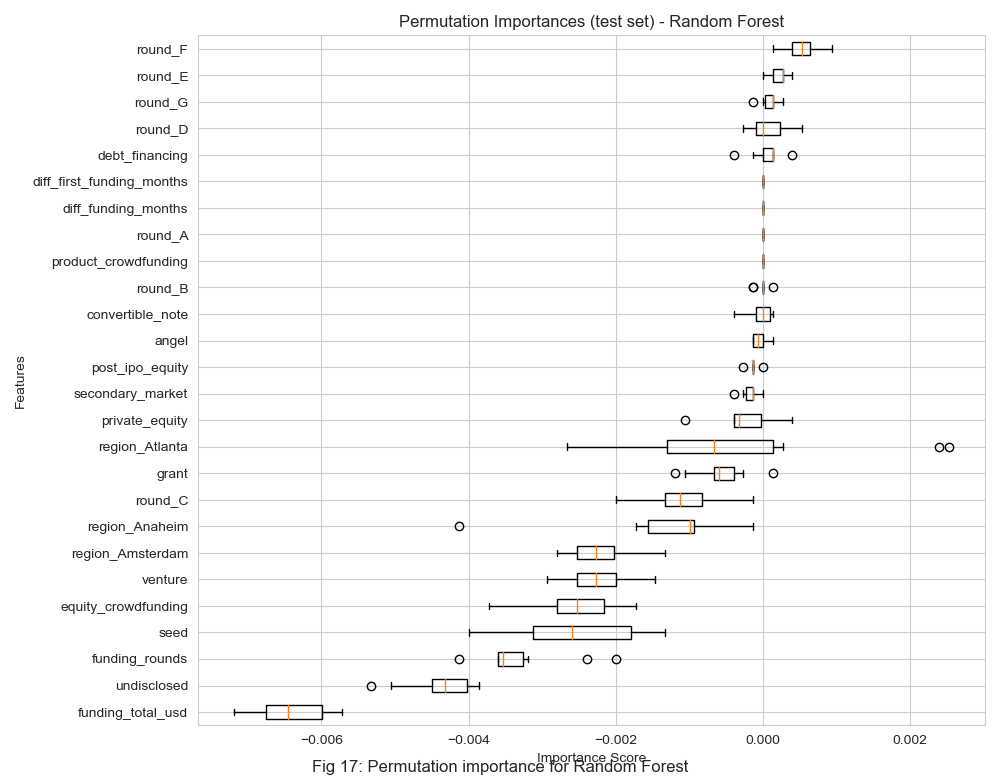 Permutation Importances (test set) - Random Forest
round_F
round_E
round_G
round_D
debt_financing
diff_first_funding_months
diff_funding_months
round_A
product_crowdfunding
round_B
convertible_note
angel
post_ipo_equity
secondary_market
private_equity
region_Atlanta
grant
round_C
region_Anaheim
region_Amsterdam
venture
equity_crowdfunding
seed
funding_rounds
undisclosed
funding_total_usd
Features
−0.006 −0.004 −0.002 0.000 0.002
Importance Score
Fig 17: Permutation importance for Random Forest